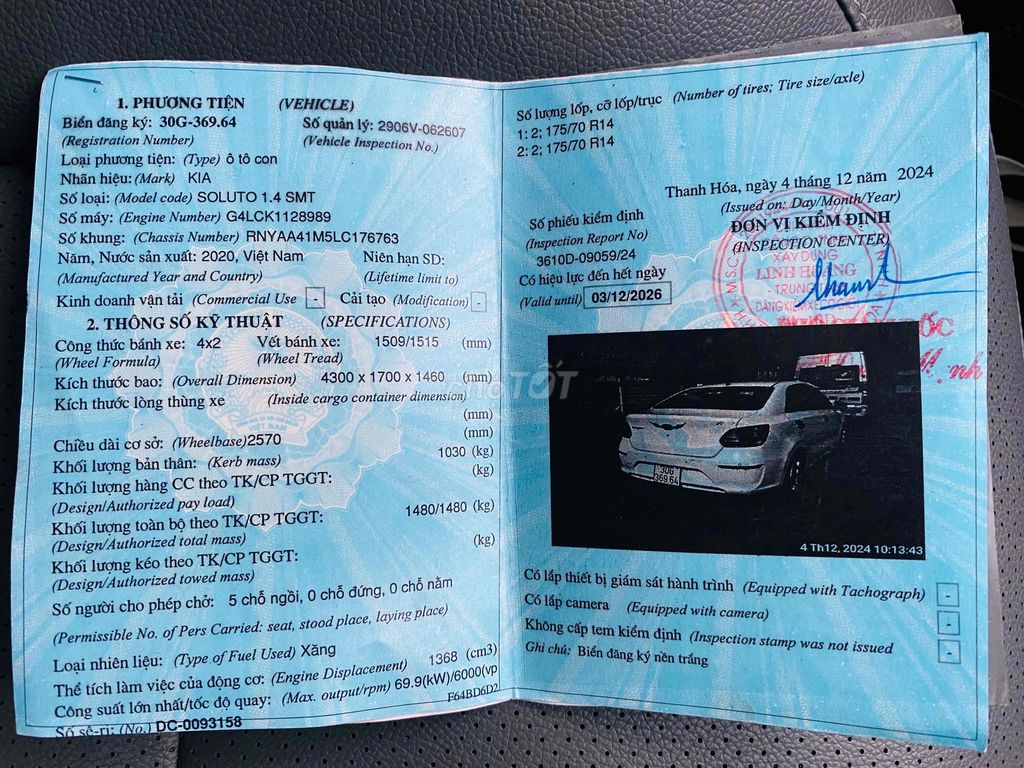 1. PHƯƠNG TIỆN (VEHICLE)
Biển đăng ký: 30G-369.64 Số quản lý: 2906V-062607
(Registration Number) (Vehicle Inspection No.)
Loại phương tiện: (Type) ô tô con
Nhãn hiệu: (Mark) KIA
Số loại: (Model code) SOLUTO 1.4 SMT
Số máy: (Engine Number) G4LCK1128989
Số khung: (Chassis Number) RNYAA41M5LC176763
Năm, Nước sản xuất: 2020, Việt Nam Niên hạn SD:
(Manufactured Year and Country) (Lifetime limit to)
Kinh doanh vận tải (Commercial Use - Cải tạo (Modification) -
2. THÔNG SỐ KỸ THUẬT (SPECIFICATIONS)
Công thức bánh xe: 4x2 Vết bánh xe: 1509/1515 (mm)
(Wheel Formula) (Wheel Tread)
Kích thước bao: (Overall Dimension) 4300 x 1700 x 1460 (mm)
Kích thước lòng thùng xe (Inside cargo container dimension)
(mm)
Chiều dài cơ sở: (Wheelbase)2570 (mm)
Khối lượng bản thân: (Kerb mass) 1030 (kg)
Khối lượng hàng CC theo TK/CP TGGT: (kg)
(Design/Authorized pay load)
Khối lượng toàn bộ theo TK/CP TGGT: 1480/1480 (kg)
(Design/Authorized total mass)
Khối lượng kéo theo TK/CP TGGT: (kg)
(Design/Authorized towed mass)
Số người cho phép chở: 5 chỗ ngồi, 0 chỗ đứng, 0 chỗ nằm
(Permissible No. of Pers Carried: seat, stood place, laying place)
Loại nhiên liệu: (Type of Fuel Used) Xăng
Thể tích làm việc của động cơ: (Engine Displacement) 1368 (cm3)
Công suất lớn nhất/tốc độ quay: (Max. output/rpm) 69.9(kW)/6000(vp
F64BD6D2
Số sê-ri: (No.) DC-0093158
VIỆT NAM
TỐT
Số lượng lốp, cỡ lốp/trục (Number of tires; Tire size/axle)
1: 2; 175/70 R14
2: 2; 175/70 R14
Thanh Hóa, ngày 4 tháng 12 năm 2024
(Issued on: Day/Month/Year)
Số phiếu kiểm định ĐƠN VỊ KIỂM ĐỊNH
(Inspection Report No) (INSPECTION CENTER)
3610D-09059/24
Có hiệu lực đến hết ngày
(Valid until) 03/12/2026
XÂY DỰNG
LINH HOÀNG
- TRUNG
ĐĂNG KIỂM XE CƠ GIỚI
30G
369.64
4 Th12, 2024 10:13:43
Có lắp thiết bị giám sát hành trình (Equipped with Tachograph) -
Có lắp camera (Equipped with camera) -
Không cấp tem kiểm định (Inspection stamp was not issued -
Ghi chú: Biển đăng ký nền trắng